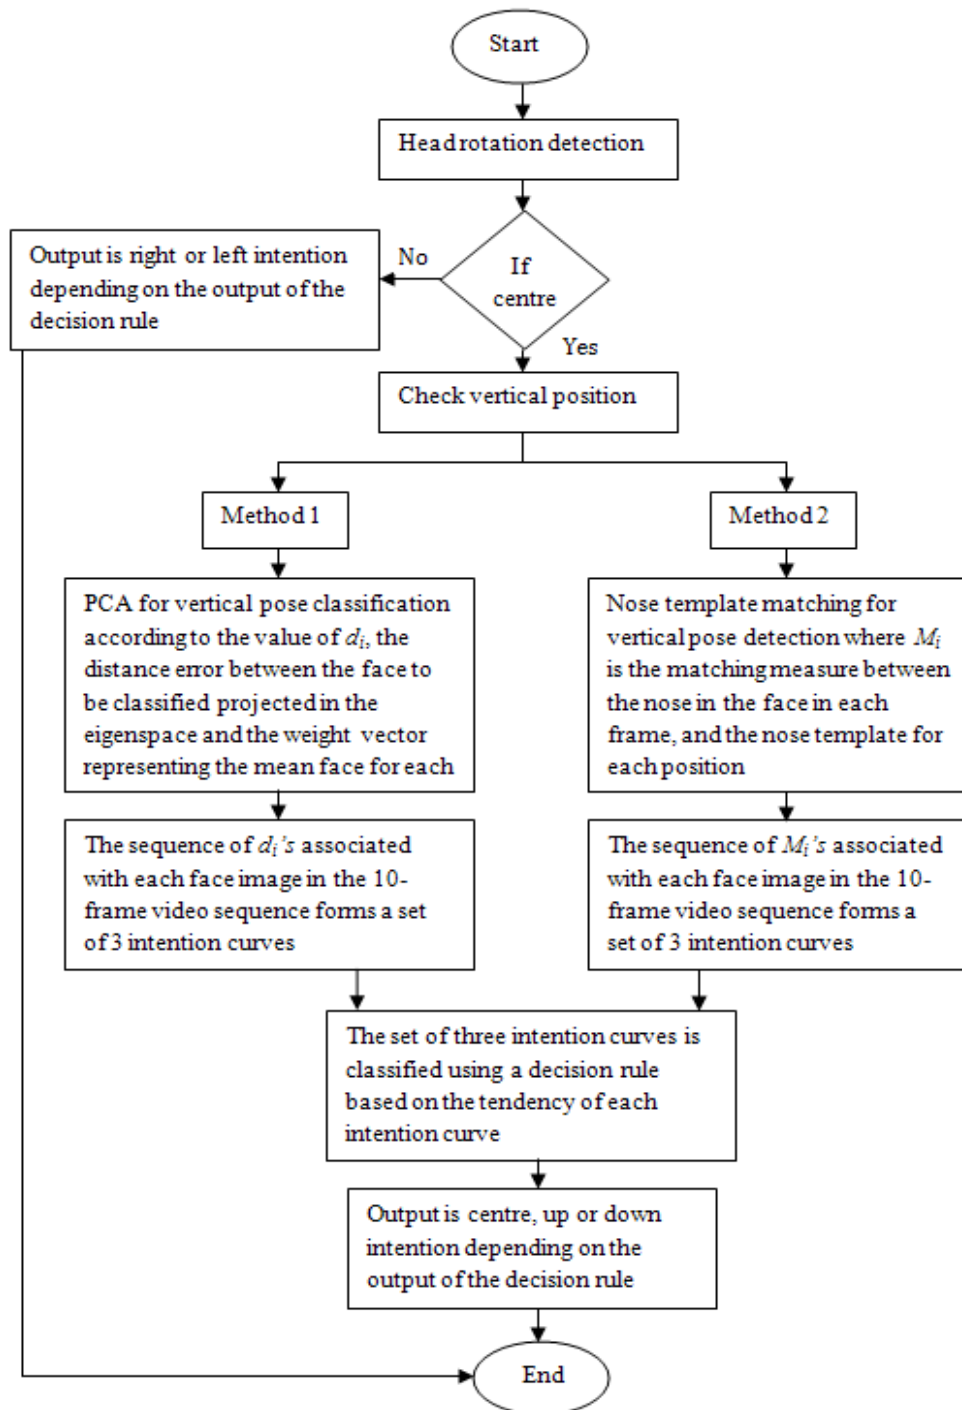 Start
Head rotation detection
If
centre
No
Yes
Output is right or left intention
depending on the output of the
decision rule
Check vertical position
Method 1
Method 2
PCA for vertical pose classification
according to the value of di, the
distance error between the face to
be classified projected in the
eigenspace and the weight vector
representing the mean face for each
Nose template matching for
vertical pose detection where Mi
is the matching measure between
the nose in the face in each
frame, and the nose template for
each position
The sequence of di's associated
with each face image in the 10-
frame video sequence forms a set
of 3 intention curves
The sequence of Mi's associated
with each face image in the 10-
frame video sequence forms a
set of 3 intention curves
The set of three intention curves is
classified using a decision rule
based on the tendency of each
intention curve
Output is centre, up or down
intention depending on the
output of the decision rule
End